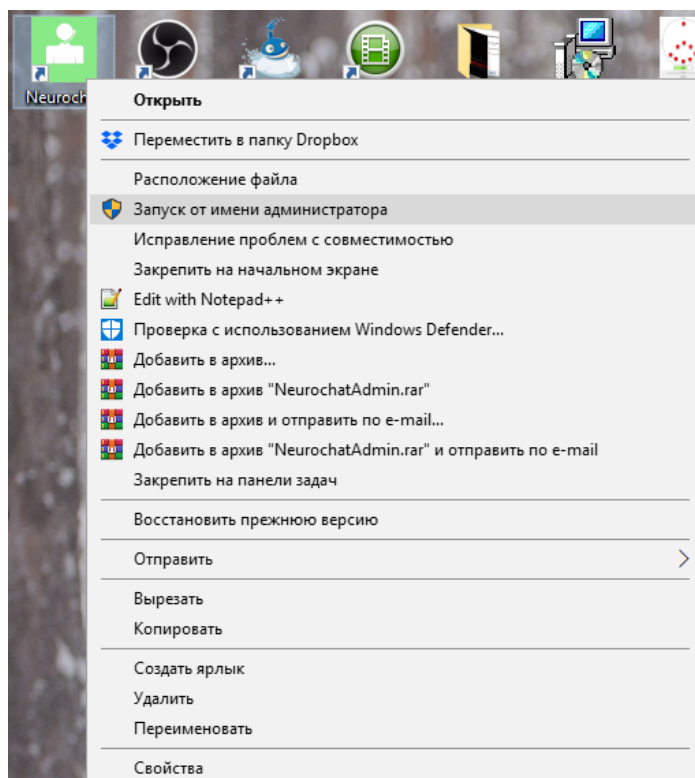 Neuroch
Открыть
Переместить в папку Dropbox
Расположение файла
Запуск от имени администратора
Исправление проблем с совместимостью
Закрепить на начальном экране
Edit with Notepad++
Проверка с использованием Windows Defender...
Добавить в архив...
Добавить в архив "NeurochatAdmin.rar"
Добавить в архив и отправить по e-mail...
Добавить в архив "NeurochatAdmin.rar" и отправить по e-mail
Закрепить на панели задач
Восстановить прежнюю версию
Отправить
Вырезать
Копировать
Создать ярлык
Удалить
Переименовать
Свойства